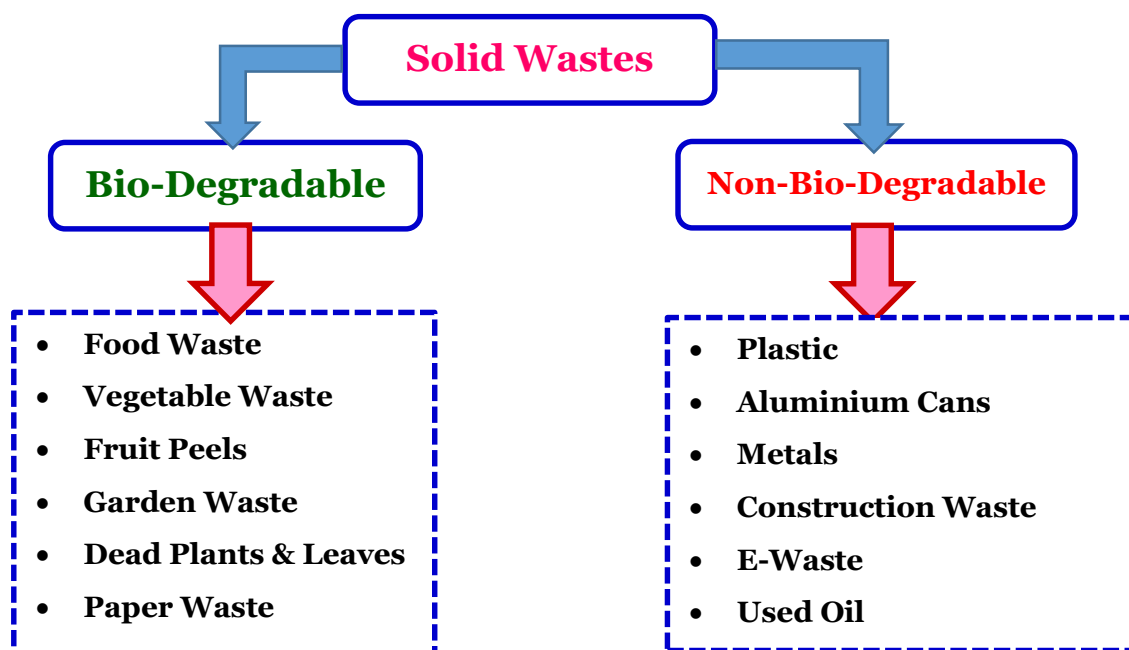 Solid Wastes
Bio-Degradable
Non-Bio-Degradable
• Food Waste
• Vegetable Waste
• Fruit Peels
• Garden Waste
• Dead Plants & Leaves
• Paper Waste
• Plastic
• Aluminium Cans
• Metals
• Construction Waste
• E-Waste
• Used Oil